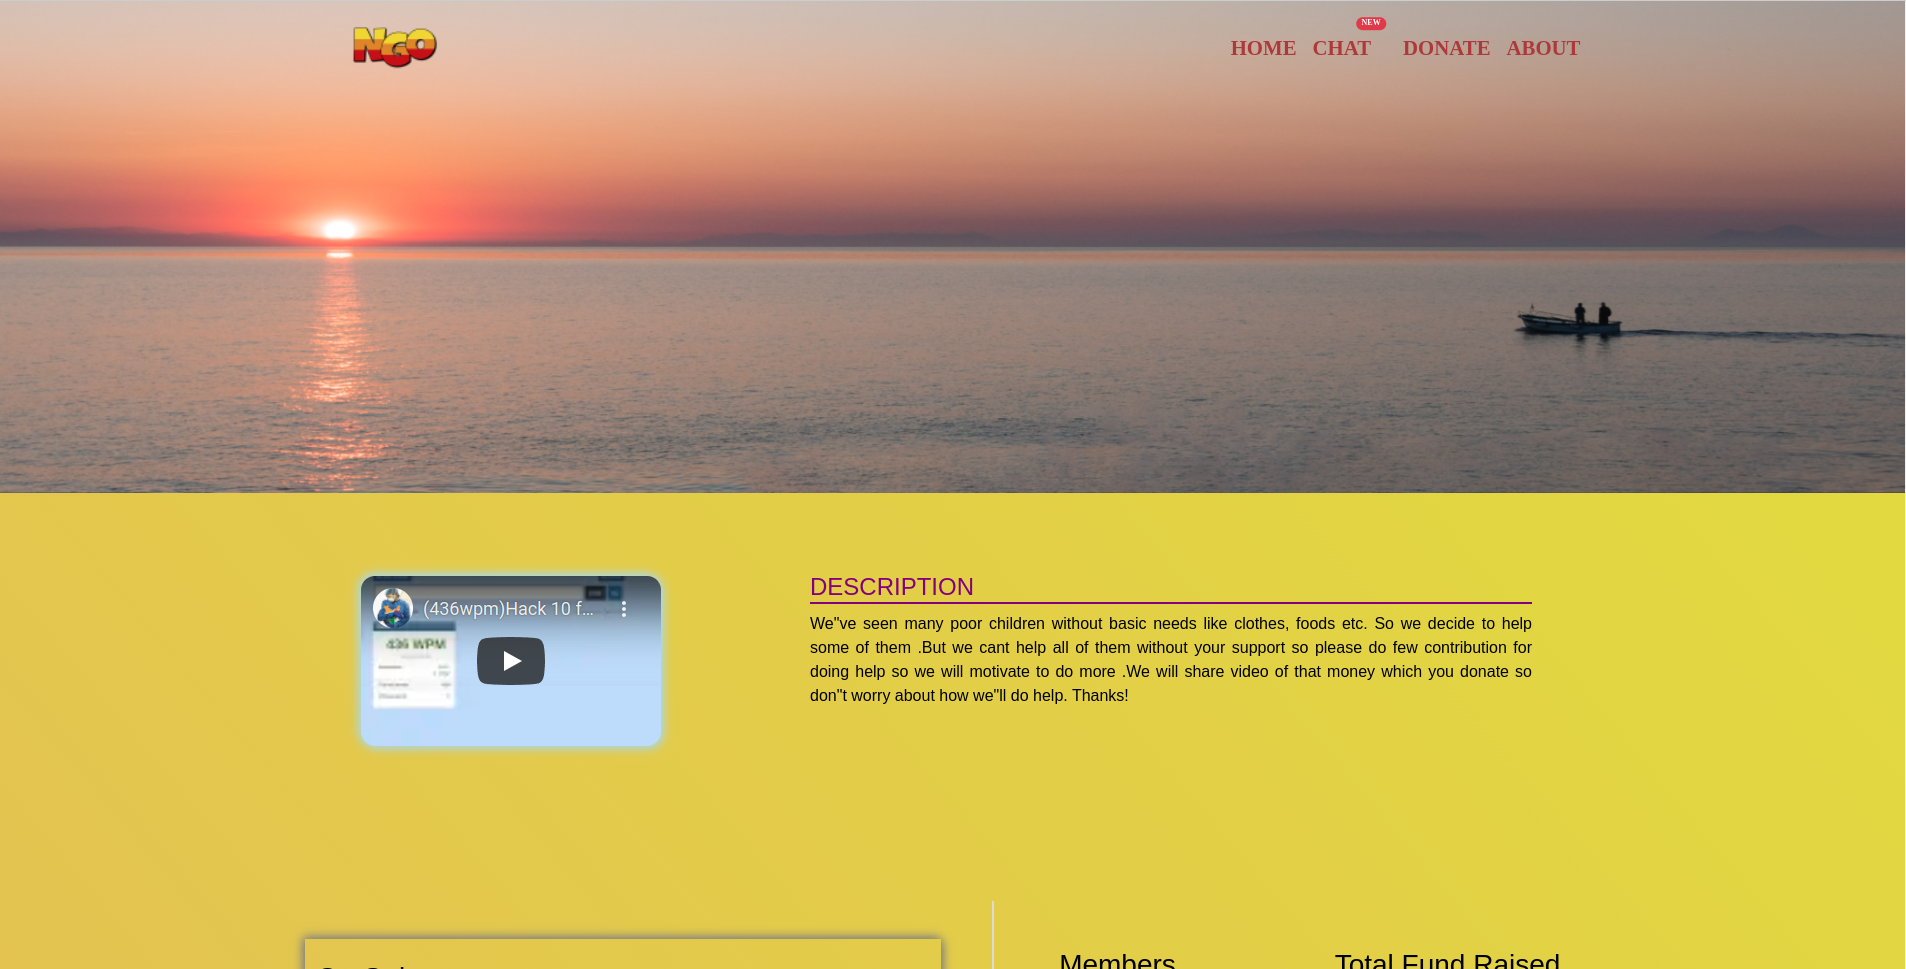 NGO
NEW
HOME CHAT DONATE ABOUT
(436wpm)Hack 10 f...
436 WPM
DESCRIPTION
We"ve seen many poor children without basic needs like clothes, foods etc. So we decide to help
some of them .But we cant help all of them without your support so please do few contribution for
doing help so we will motivate to do more .We will share video of that money which you donate so
don"t worry about how we"ll do help. Thanks!
Members
Total Fund Raised